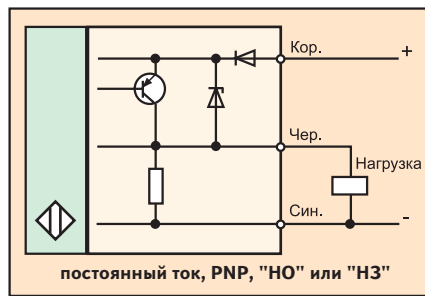 Кор.
+
Чер.
Нагрузка
Син.
-
постоянный ток, PNP, "НО" или "НЗ"